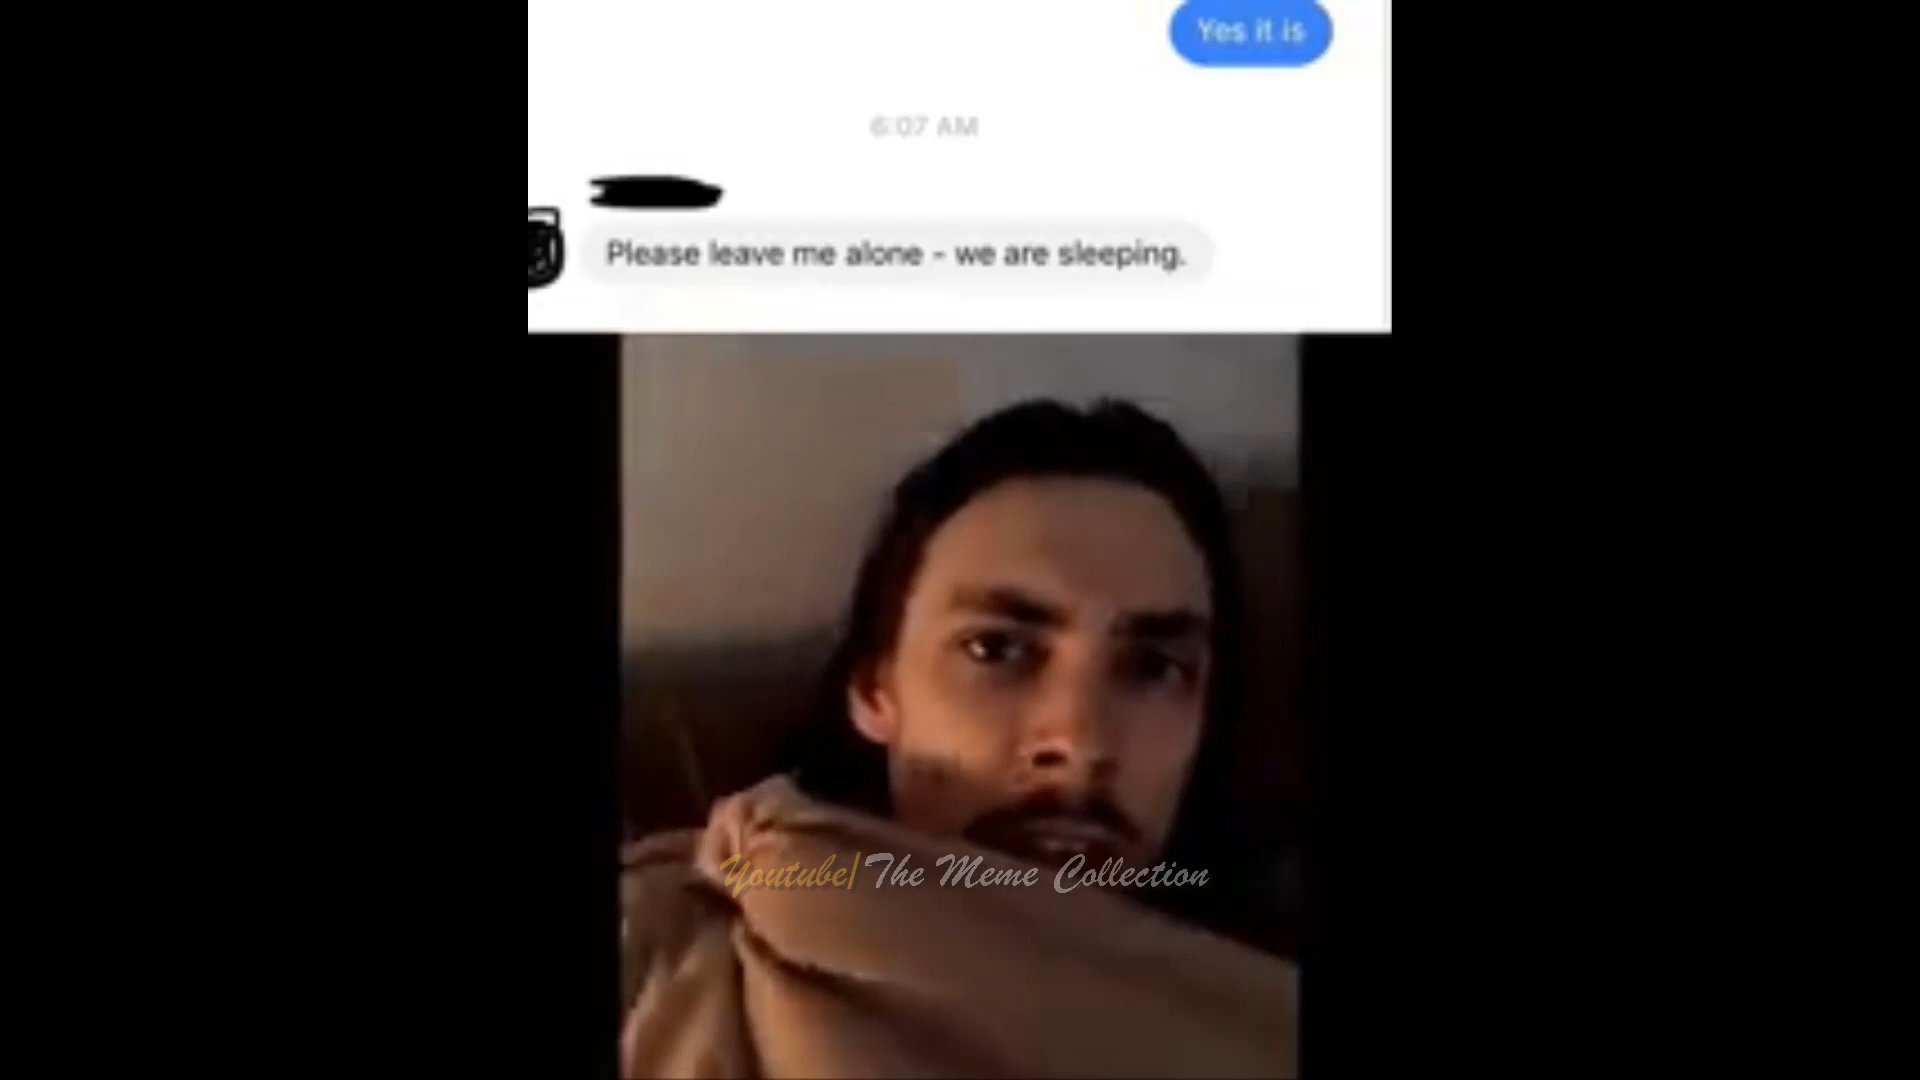 Yes it is
6:07 AM
Please leave me alone - we are sleeping.
Youtube| The Meme Collection